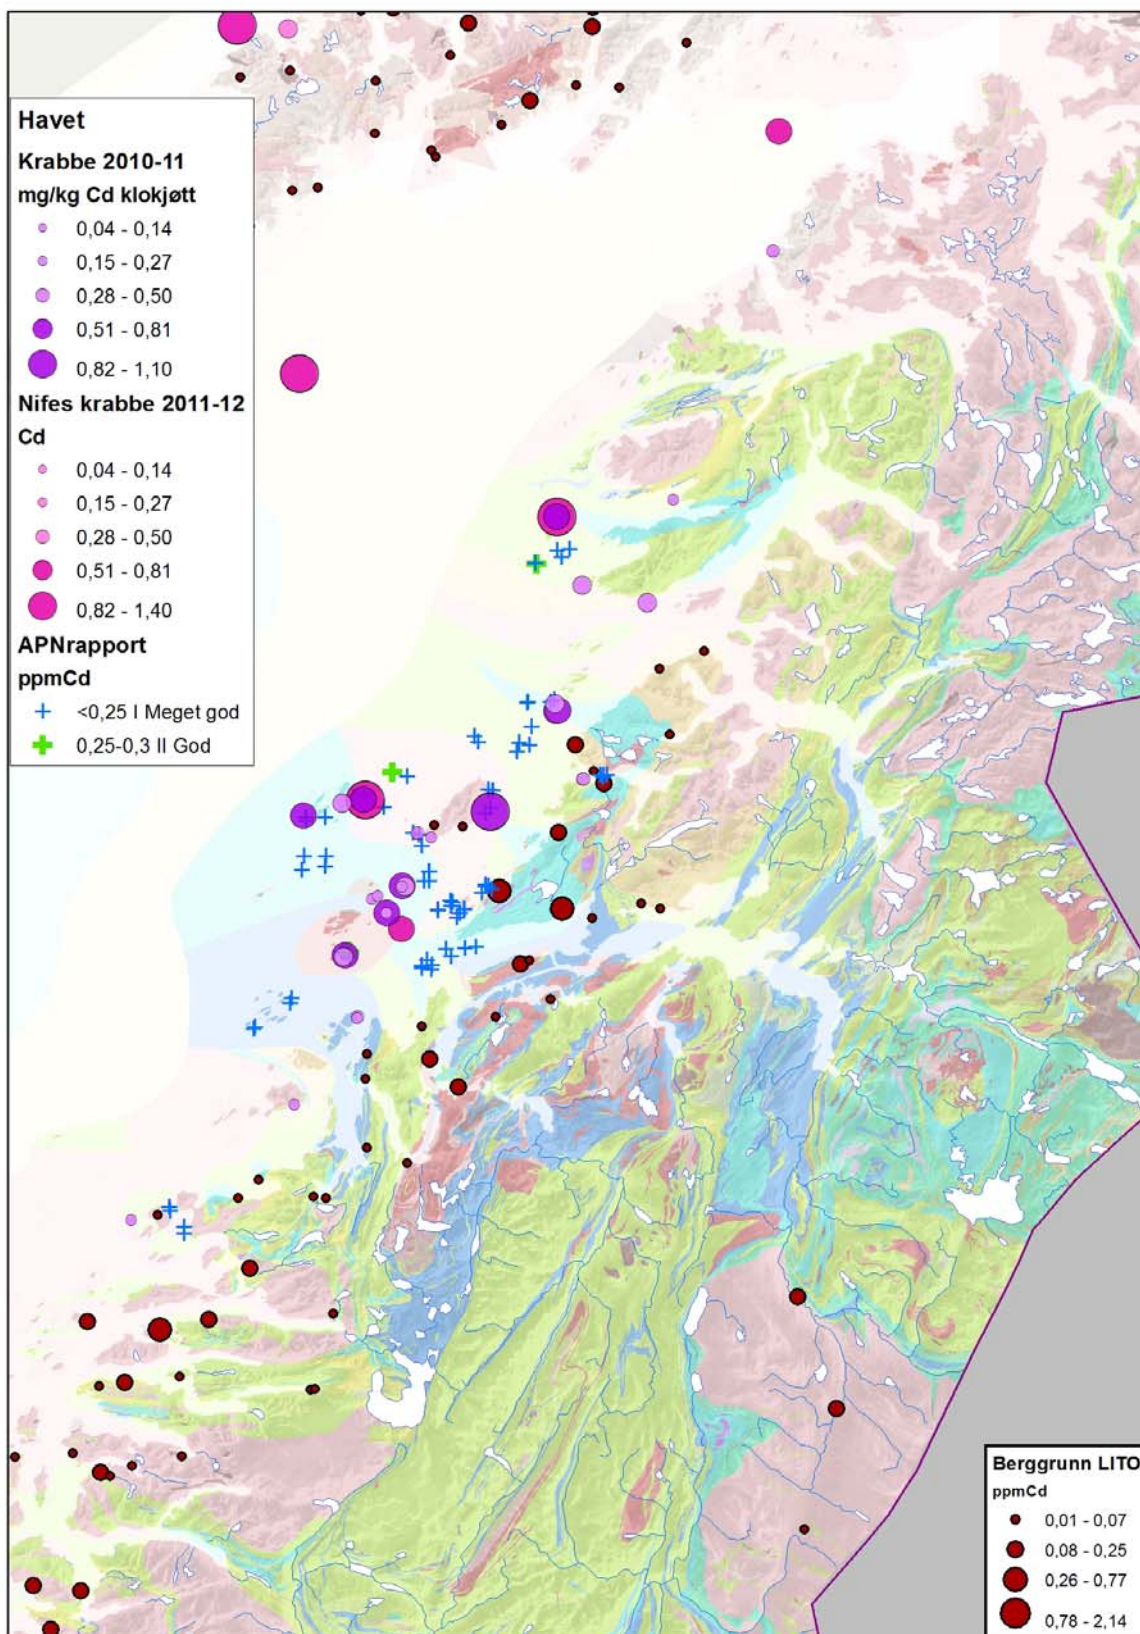 Havet
Krabbe 2010-11
mg/kg Cd klokjøtt
0,04 - 0,14
0,15 - 0,27
0,28 - 0,50
0,51 - 0,81
0,82 - 1,10
Nifes krabbe 2011-12
Cd
0,04 - 0,14
0,15 - 0,27
0,28 - 0,50
0,51 - 0,81
0,82 - 1,40
APNrapport
ppmCd
<0,25 I Meget god
0,25-0,3 II God
Berggrunn LITO
ppmCd
0,01 - 0,07
0,08 - 0,25
0,26 - 0,77
0,78 - 2,14